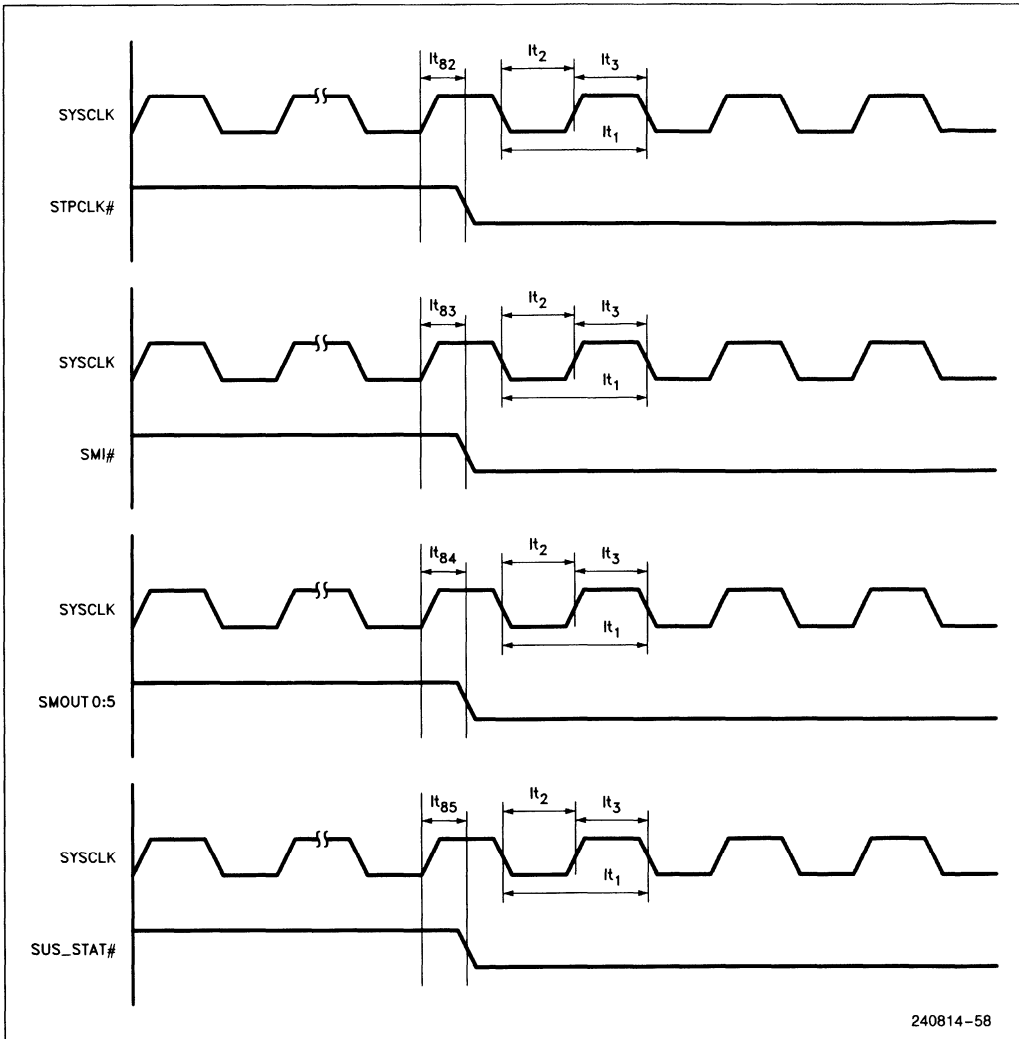 It82 It2 It3
SYSCLK
It1
STPCLK#
It83 It2 It3
SYSCLK
It1
SMI#
It84 It2 It3
SYSCLK
It1
SMOUT 0:5
It85 It2 It3
SYSCLK
It1
SUS_STAT#
240814-58